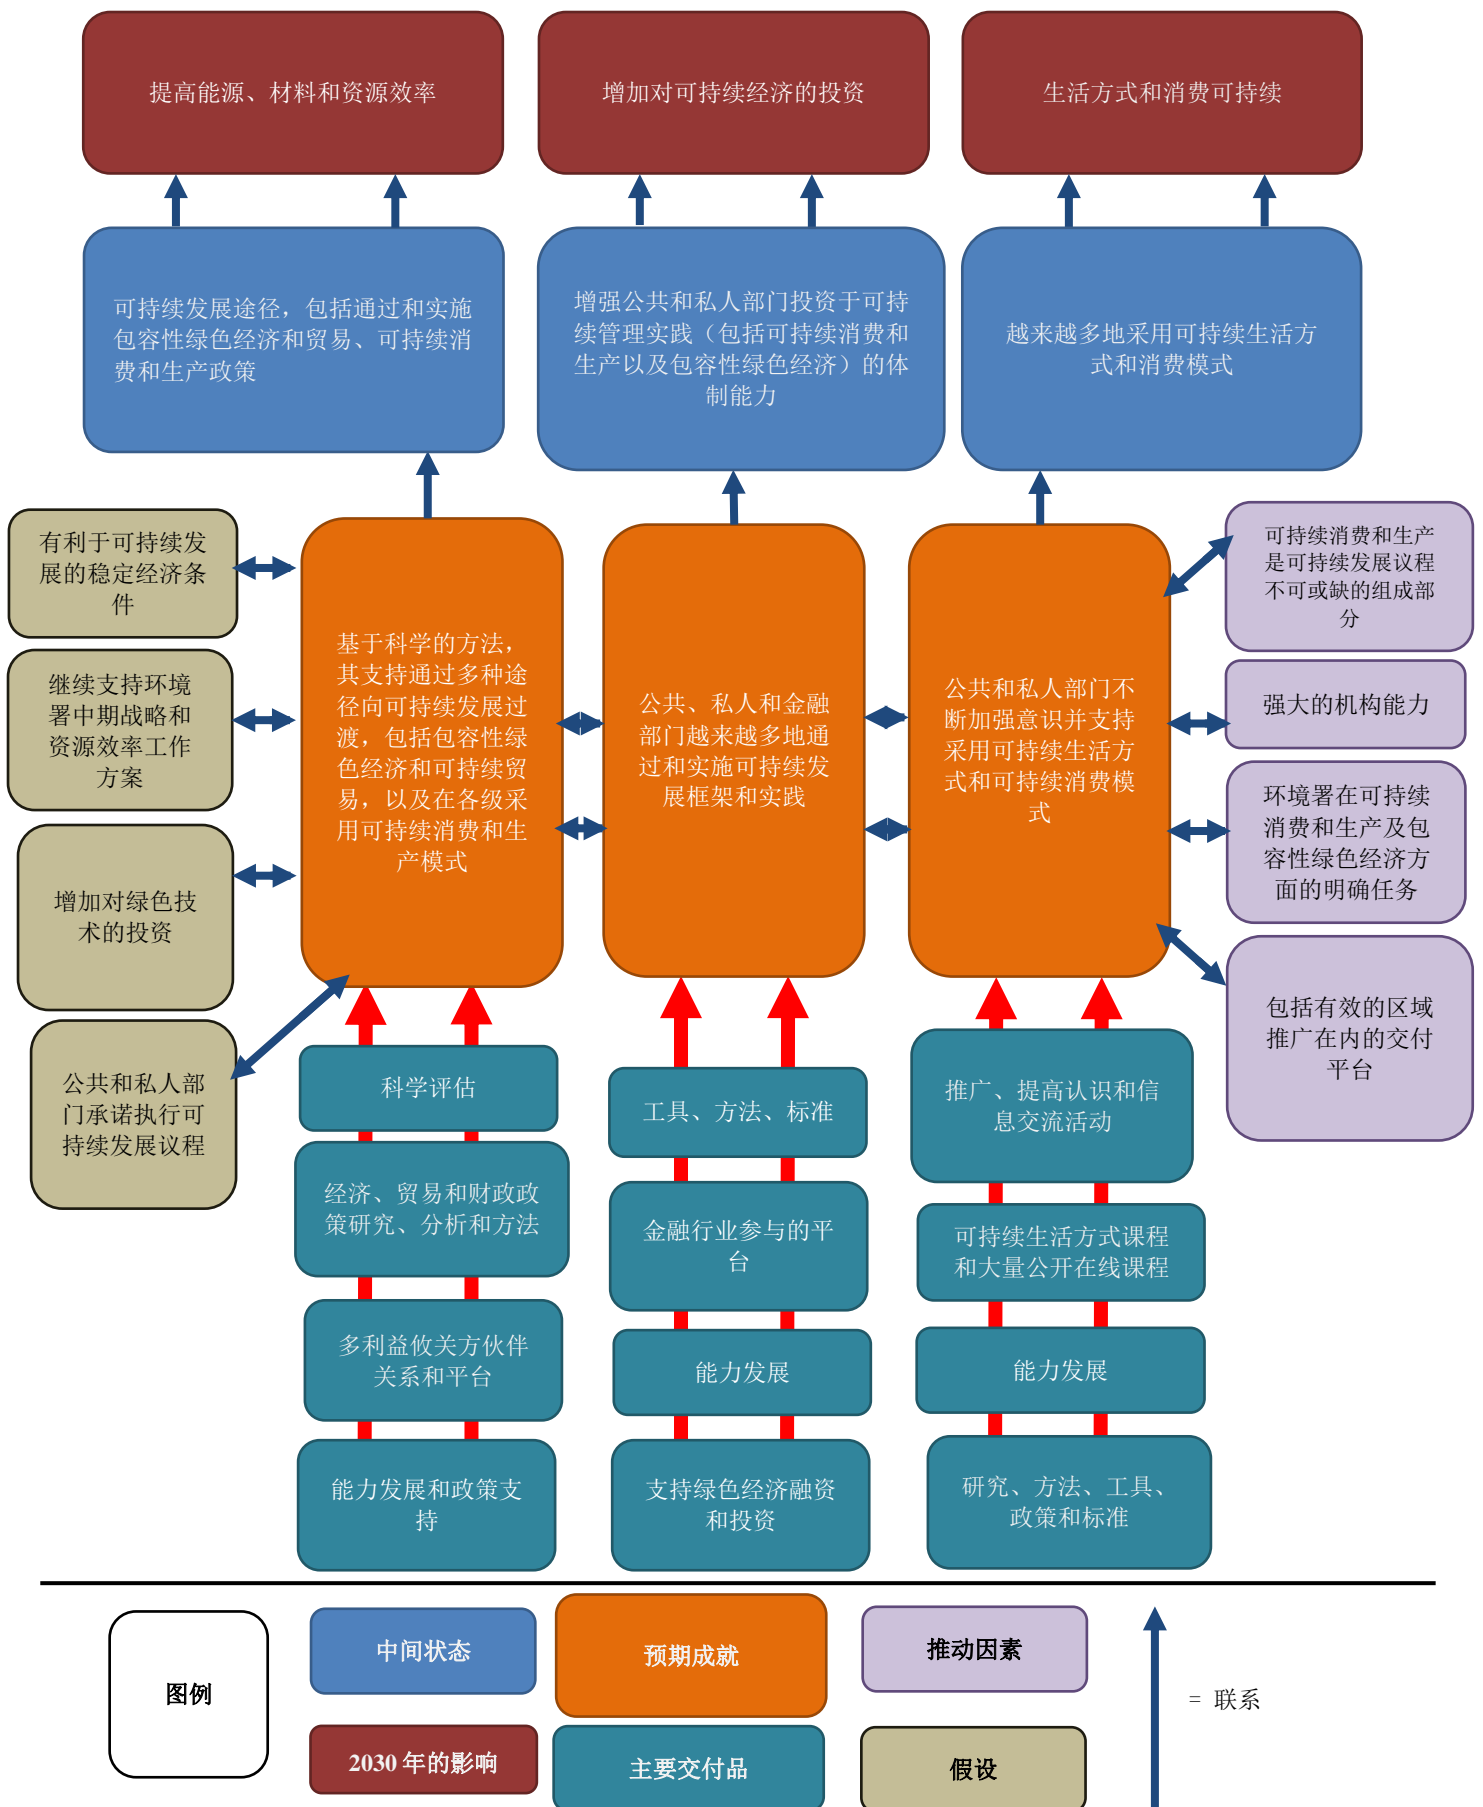 提高能源、材料和资源效率
增加对可持续经济的投资
生活方式和消费可持续
可持续发展途径，包括通过和实施
包容性绿色经济和贸易、可持续消
费和生产政策
增强公共和私人部门投资于可持
续管理实践（包括可持续消费和
生产以及包容性绿色经济）的体
制能力
越来越多地采用可持续生活方
式和消费模式
有利于可持续发
展的稳定经济条
件
继续支持环境
署中期战略和
资源效率工作
方案
增加对绿色技
术的投资
公共和私人部
门承诺执行可
持续发展议程
基于科学的方法，
其支持通过多种途
径向可持续发展过
渡，包括包容性绿
色经济和可持续贸
易，以及在各级采
用可持续消费和生
产模式
公共、私人和金融
部门越来越多地通
过和实施可持续发
展框架和实践
公共和私人部门不
断加强意识并支持
采用可持续生活方
式和可持续消费模
式
可持续消费和生产
是可持续发展议程
不可或缺的组成部
分
强大的机构能力
环境署在可持续
消费和生产及包
容性绿色经济方
面的明确任务
包括有效的区域
推广在内的交付
平台
科学评估
经济、贸易和财政政
策研究、分析和方法
多利益攸关方伙伴
关系和平台
能力发展和政策支
持
工具、方法、标准
金融行业参与的平
台
能力发展
支持绿色经济融资
和投资
推广、提高认识和信
息交流活动
可持续生活方式课程
和大量公开在线课程
能力发展
研究、方法、工具、
政策和标准
图例
中间状态
预期成就
推动因素
= 联系
2030 年的影响
主要交付品
假设